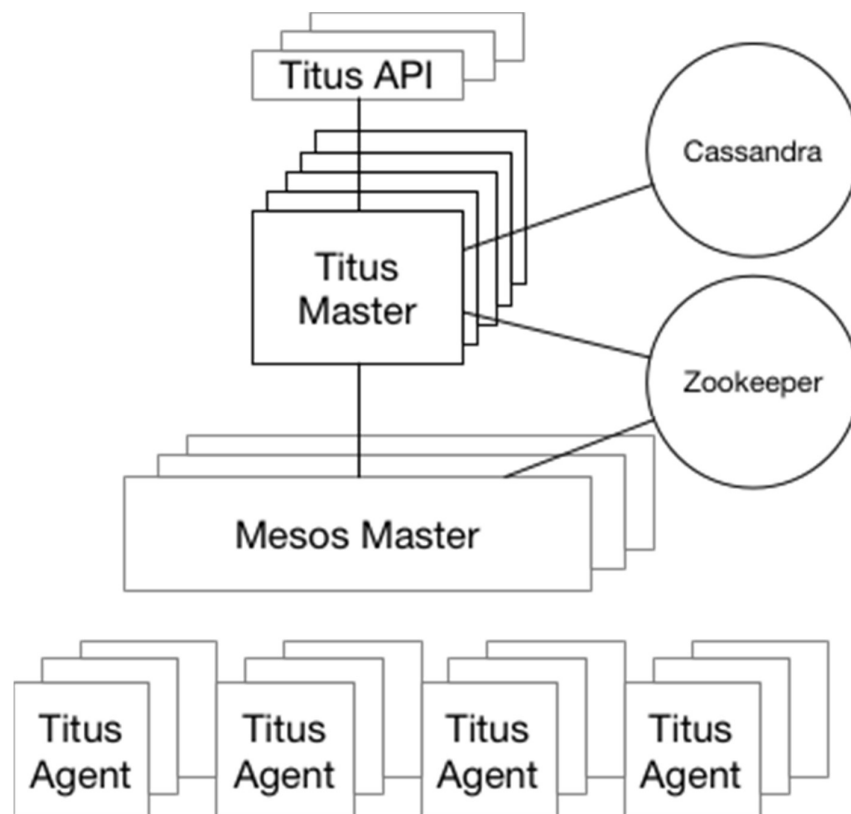 Titus API
Cassandra
Titus
Master
Zookeeper
Mesos Master
Titus
Agent
Titus
Agent
Titus
Agent
Titus
Agent